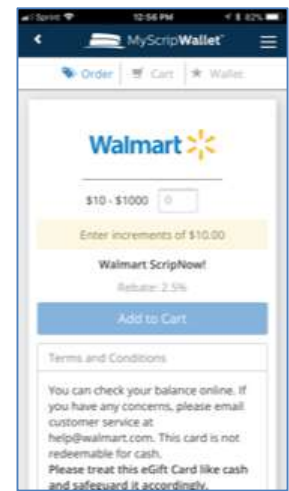 Sprint 12:56 PM 82%
MyScripWallet
Order Cart Wallet
Walmart
$10 - $1000 0
Enter increments of $10.00
Walmart ScripNow!
Rebate: 2.5%
Add to Cart
Terms and Conditions
You can check your balance online. If
you have any concerns, please email
customer service at
help@walmart.com. This card is not
redeemable for cash.
Please treat this eGift Card like cash
and safeguard it accordingly.